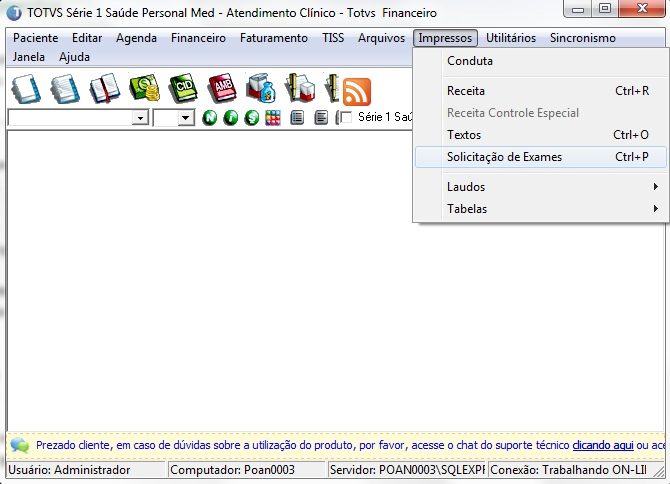 TOTVS Série 1 Saúde Personal Med - Atendimento Clínico - Totvs Financeiro
Paciente Editar Agenda Financeiro Faturamento TISS Arquivos Impressos Utilitários Sincronismo
Janela Ajuda
Conduta
Receita Ctrl+R
Receita Controle Especial
Textos Ctrl+O
Solicitação de Exames Ctrl+P
Laudos
Tabelas
CID AMB
N i S Série 1 Saú
Prezado cliente, em caso de dúvidas sobre a utilização do produto, por favor, acesse o chat do suporte técnico clicando aqui ou ace
Usuário: Administrador Computador: Poan0003 Servidor: POAN0003\SQLEXPI Conexão: Trabalhando ON-LII